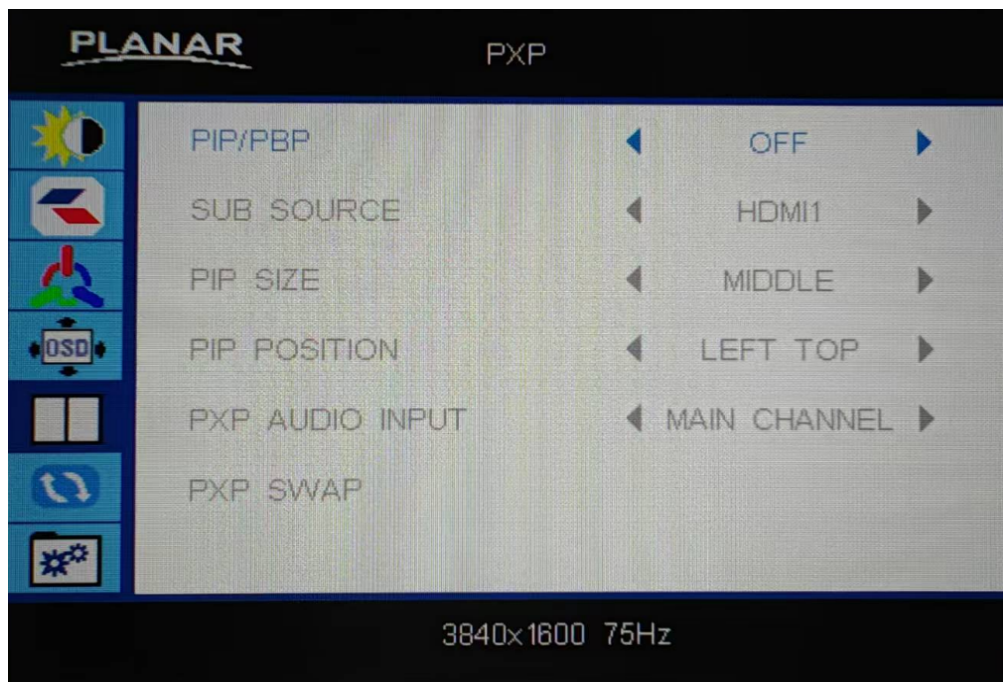 PLANAR
PXP
PIP/PBP OFF
SUB SOURCE HDMI1
PIP SIZE MIDDLE
OSD PIP POSITION LEFT TOP
PXP AUDIO INPUT MAIN CHANNEL
PXP SWAP
3840x1600 75Hz